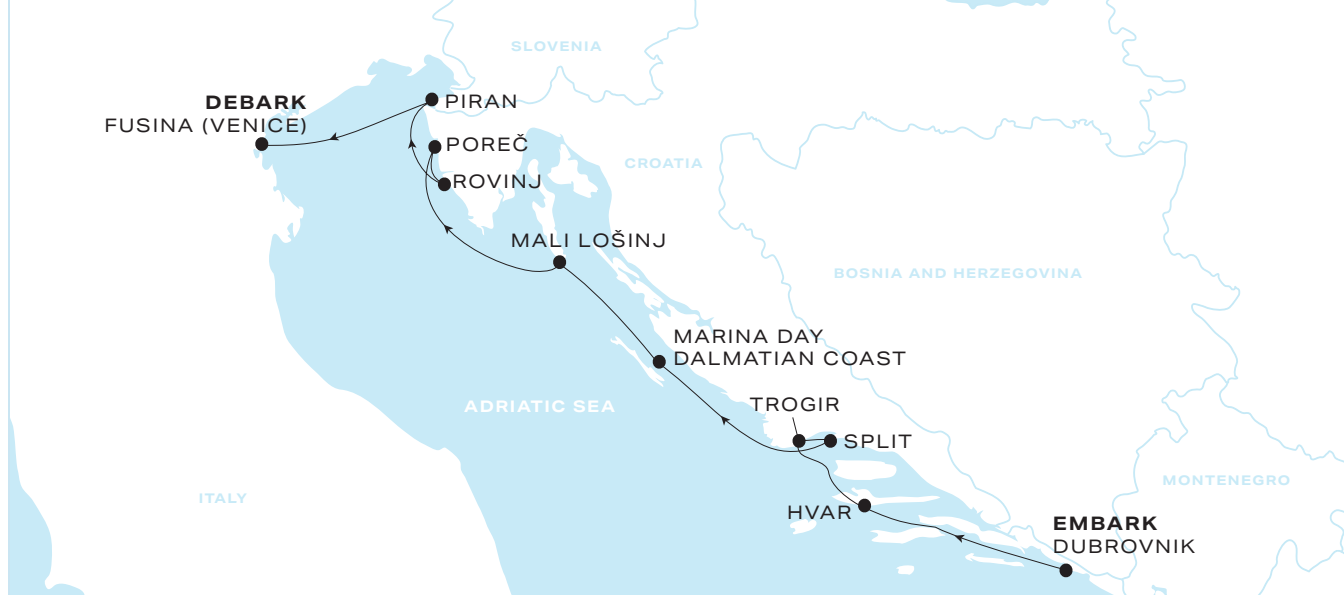 SLOVENIA
DEBARK
FUSINA (VENICE)
PIRAN
POREČ
CROATIA
ROVINJ
MALI LOŠINJ
BOSNIA AND HERZEGOVINA
MARINA DAY
DALMATIAN COAST
ADRIATIC SEA
TROGIR
SPLIT
MONTENEGRO
ITALY
HVAR
EMBARK
DUBROVNIK